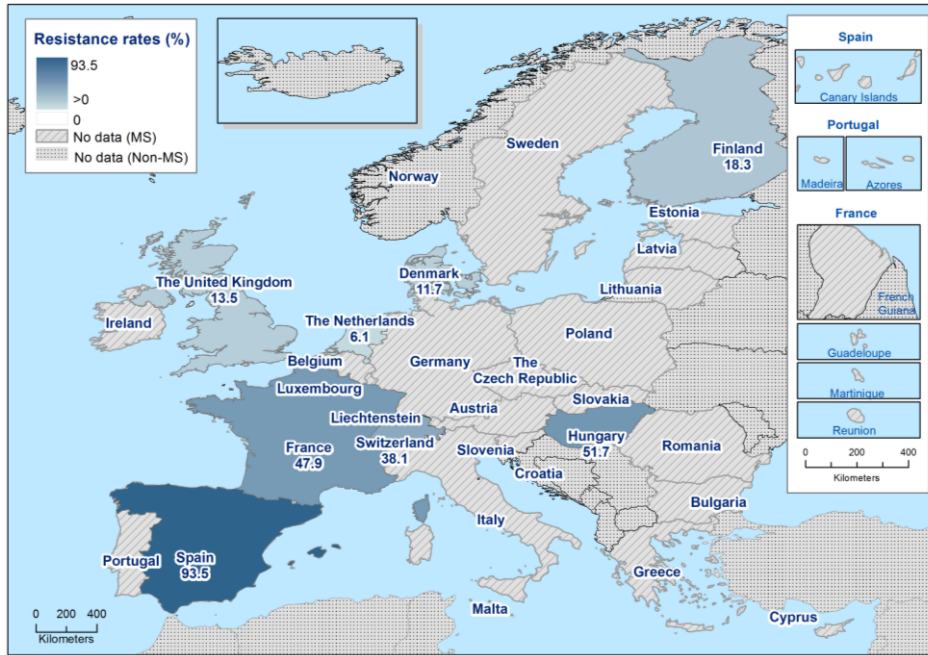 Resistance rates (%)
93.5
>0
0
No data (MS)
No data (Non-MS)
Spain
Canary Islands
Portugal
Madeira
Azores
France
French
Guiana
Guadeloupe
Martinique
Reunion
0 200 400
Kilometers
Finland
18.3
Sweden
Norway
Estonia
Latvia
Lithuania
Denmark
11.7
The United Kingdom
13.5
Ireland
The Netherlands
6.1
Belgium
Germany
Poland
The
Czech Republic
Luxembourg
Slovakia
Liechtenstein
Austria
Switzerland
38.1
France
47.9
Slovenia
Hungary
51.7
Romania
Croatia
Bulgaria
Italy
Portugal
Spain
93.5
Greece
Malta
Cyprus
0 200 400
Kilometers